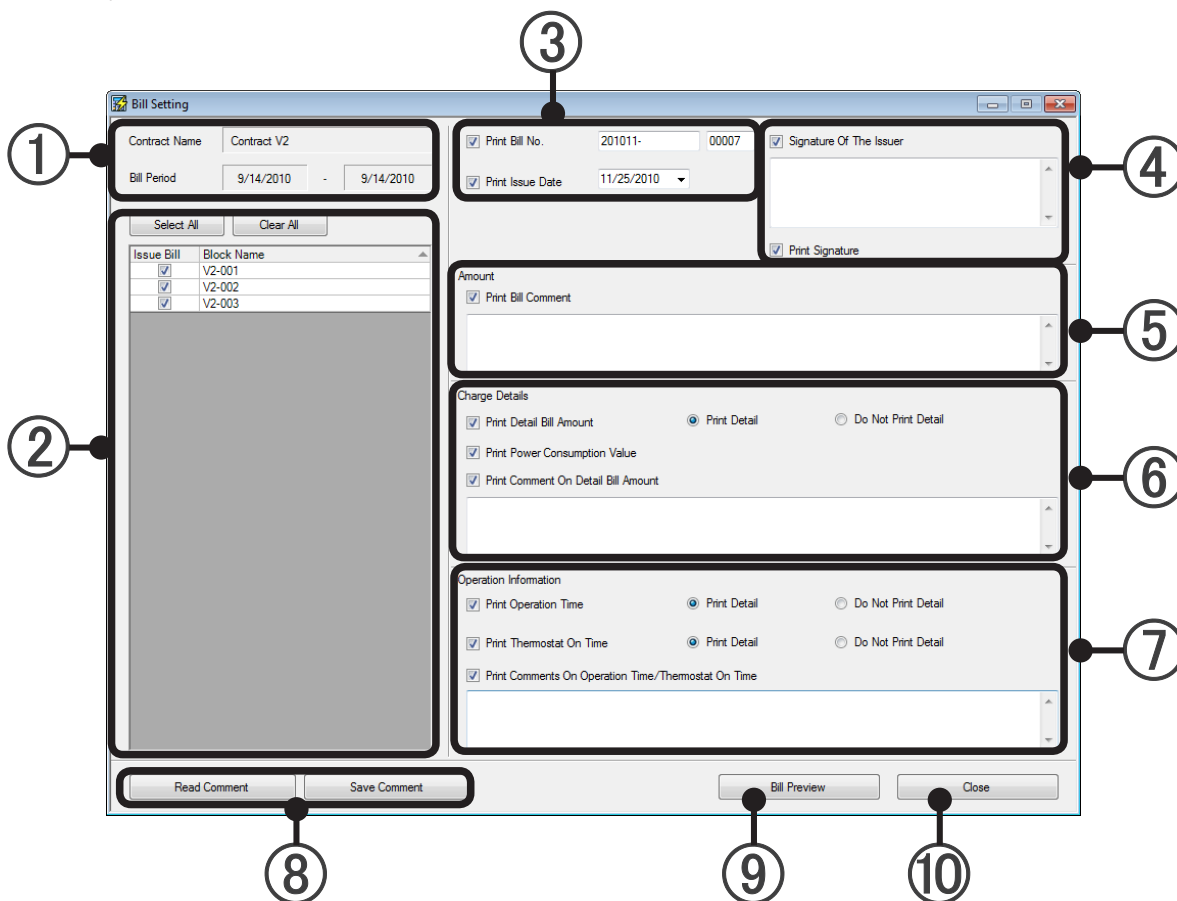 ③
Bill Setting
①
Contract Name Contract V2
Bill Period 9/14/2010 - 9/14/2010
Print Bill No. 201011- 00007
Print Issue Date 11/25/2010
Signature Of The Issuer
Print Signature
④
②
Select All Clear All
Issue Bill Block Name
V2-001
V2-002
V2-003
Amount
Print Bill Comment
⑤
Charge Details
Print Detail Bill Amount Print Detail Do Not Print Detail
Print Power Consumption Value
Print Comment On Detail Bill Amount
⑥
Operation Information
Print Operation Time Print Detail Do Not Print Detail
Print Thermostat On Time Print Detail Do Not Print Detail
Print Comments On Operation Time/Thermostat On Time
⑦
Read Comment Save Comment Bill Preview Close
⑧ ⑨ ⑩